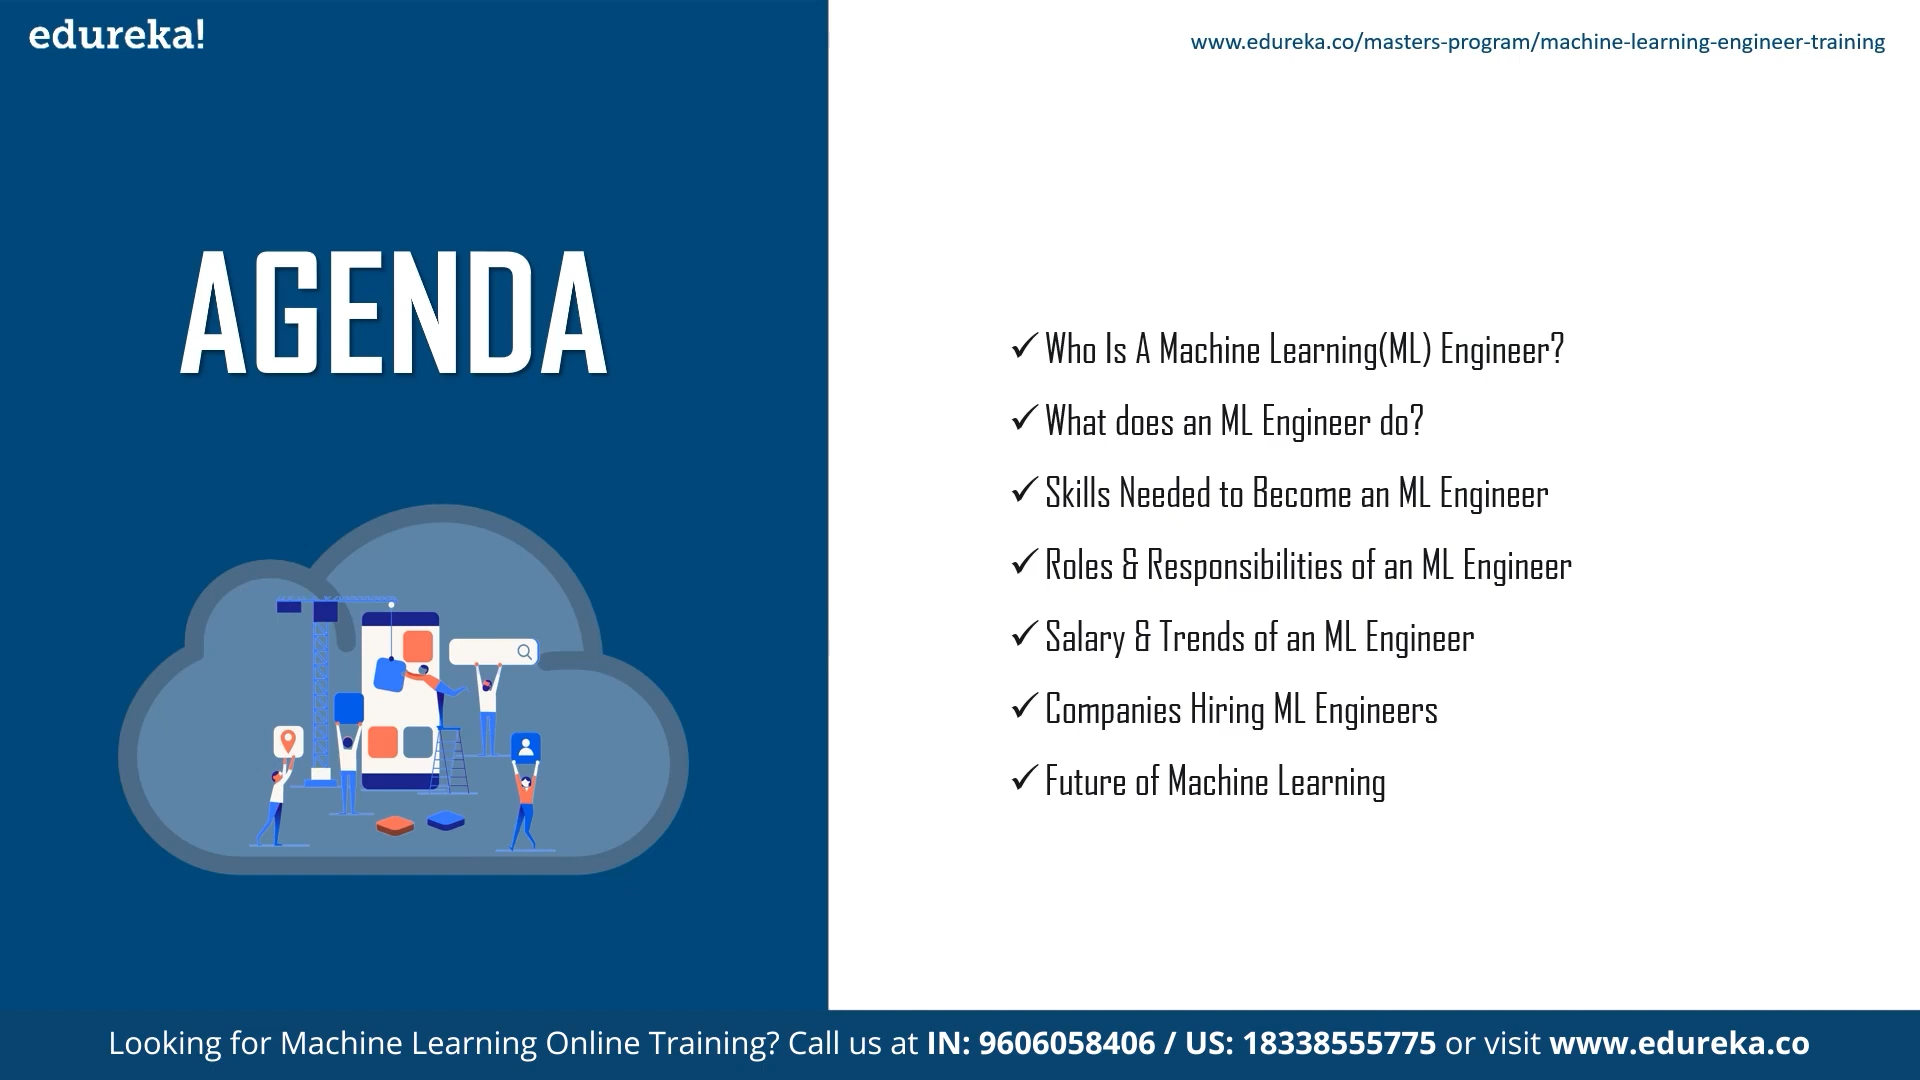 edureka!
www.edureka.co/masters-program/machine-learning-engineer-training
AGENDA
✓ Who Is A Machine Learning(ML) Engineer?
✓ What does an ML Engineer do?
✓ Skills Needed to Become an ML Engineer
✓ Roles & Responsibilities of an ML Engineer
✓ Salary & Trends of an ML Engineer
✓ Companies Hiring ML Engineers
✓ Future of Machine Learning
Looking for Machine Learning Online Training? Call us at IN: 9606058406 / US: 18338555775 or visit www.edureka.co